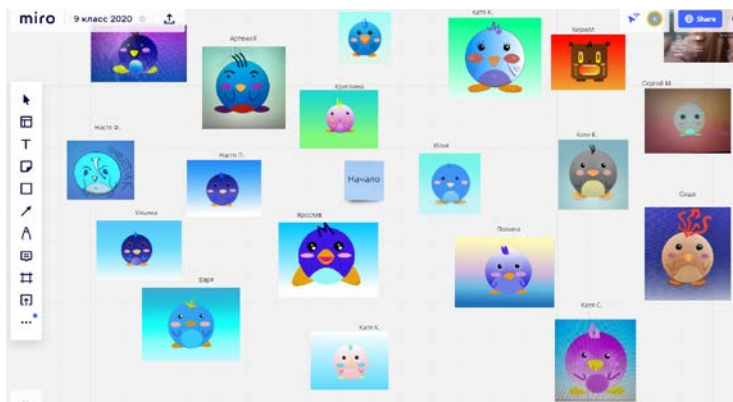 miro
9 класс 2020
Share
Артемий
Катя К.
Кирилл
Кристина
Сергей М.
Настя Ф.
Настя П.
Илья
Катя К.
Начало
Саша
Ульяна
Ярослав
Полина
Варя
Катя С.
Катя К.